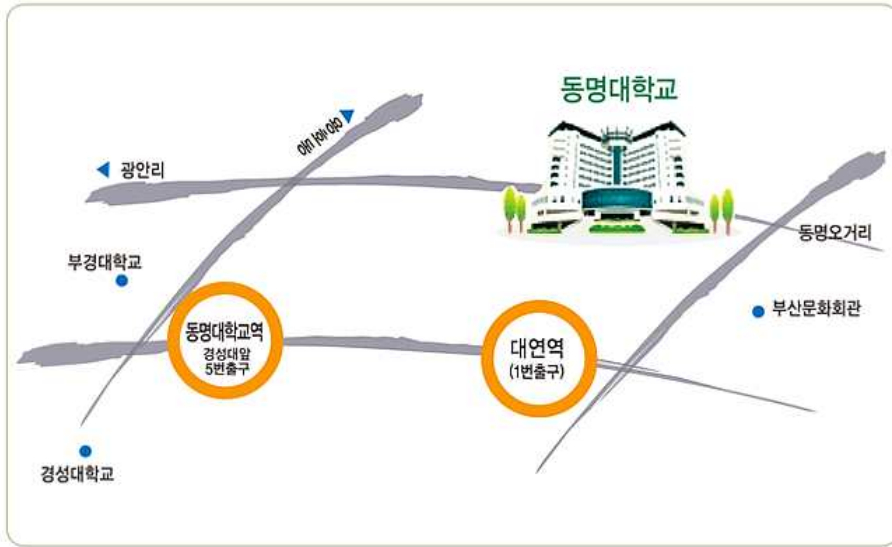 동명대학교
광안리
동명오거리
부경대학교
부산문화회관
동명대학교역
경성대앞
5번출구
대연역
(1번출구)
경성대학교